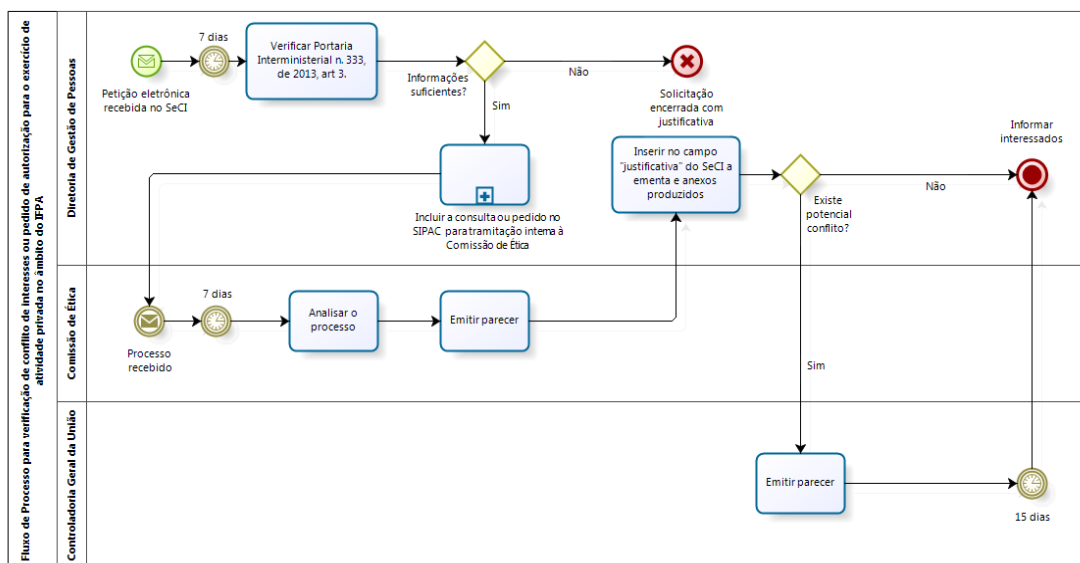 Fluxo de Processo para verificação de conflito de interesses ou pedido de autorização para o exercício de
atividade privada no âmbito do IFPA
Diretoria de Gestão de Pessoas
Petição eletrônica
recebida no SeCI
7 dias
Verificar Portaria
Interministerial n. 333,
de 2013, art 3.
Informações
suficientes?
Não
Solicitação
encerrada com
justificativa
Sim
Incluir a consulta ou pedido no
SIPAC para tramitação interna à
Comissão de Ética
Inserir no campo
"justificativa" do SeCI a
ementa e anexos
produzidos
Existe
potencial
conflito?
Não
Informar
interessados
Comissão de Ética
Processo
recebido
7 dias
Analisar o
processo
Emitir parecer
Sim
Controladoria Geral da União
Emitir parecer
15 dias